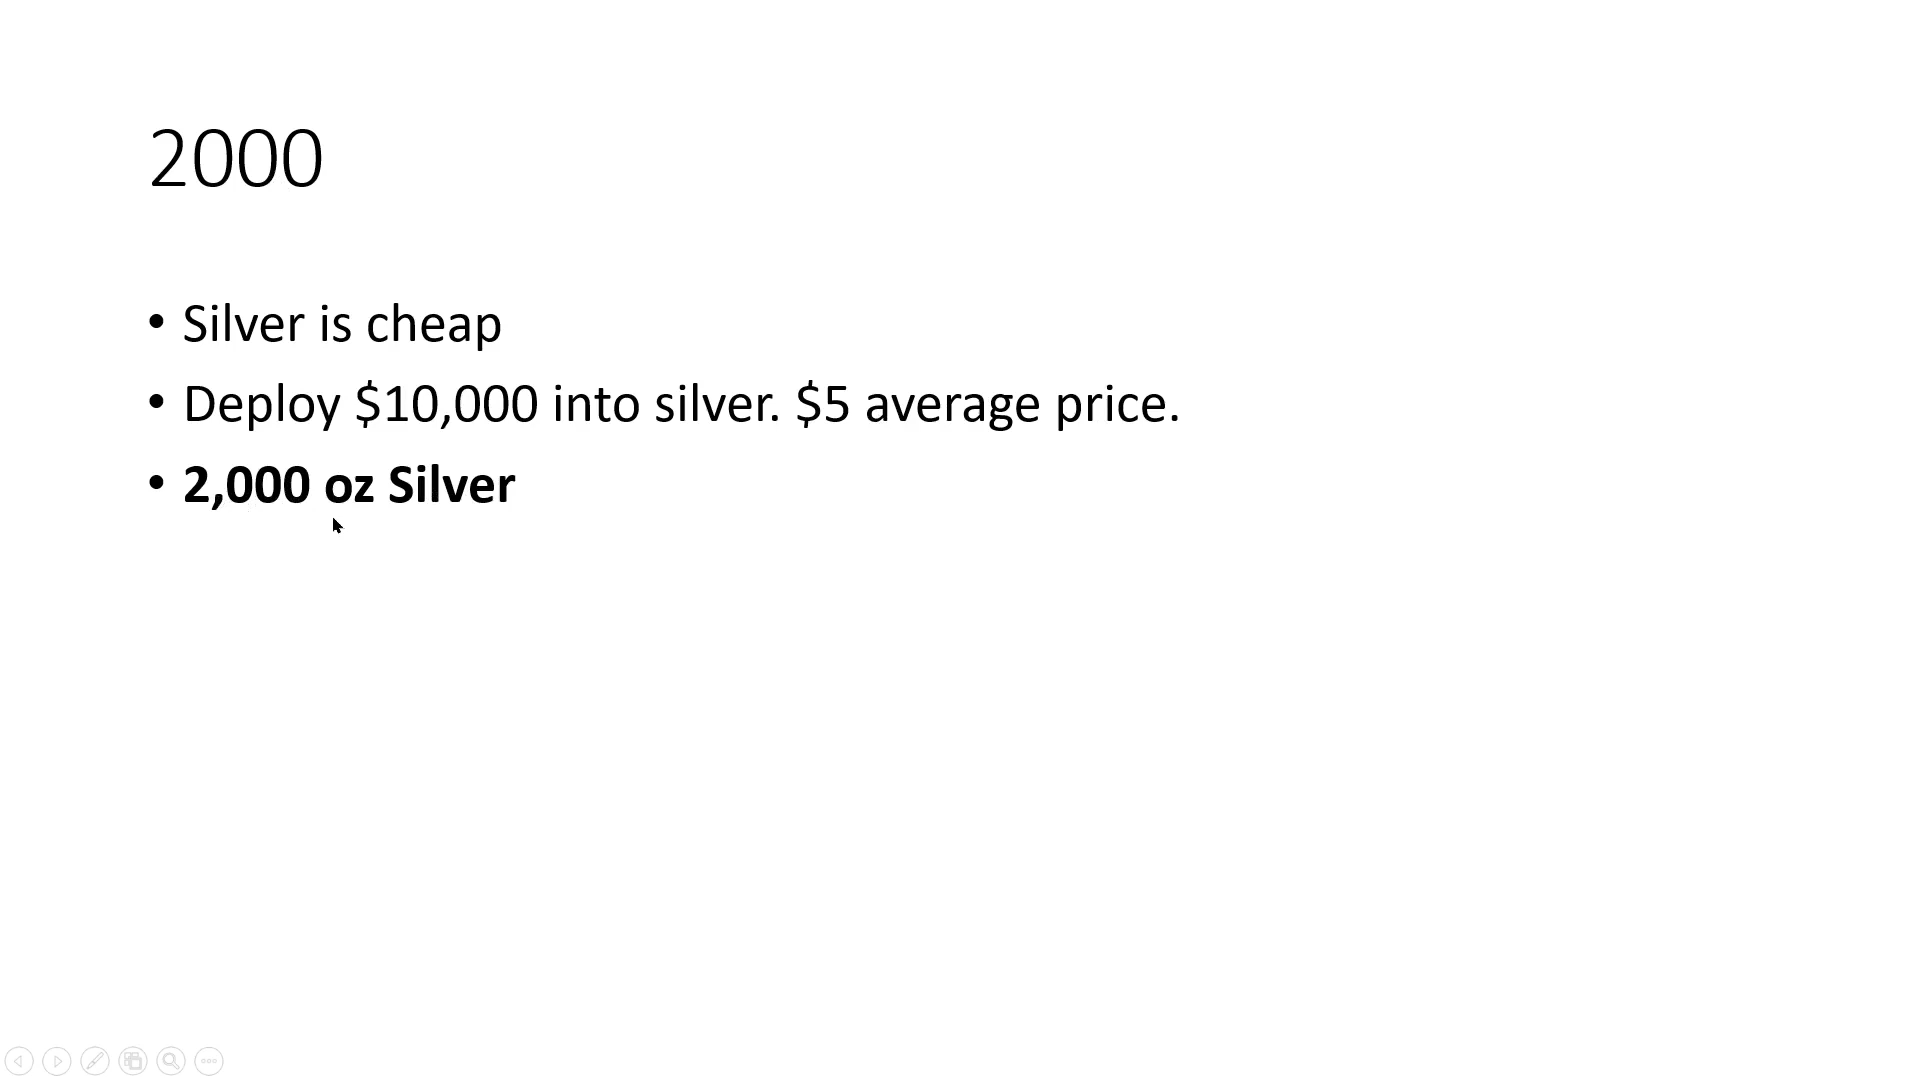 2000
• Silver is cheap
• Deploy $10,000 into silver. $5 average price.
• 2,000 oz Silver